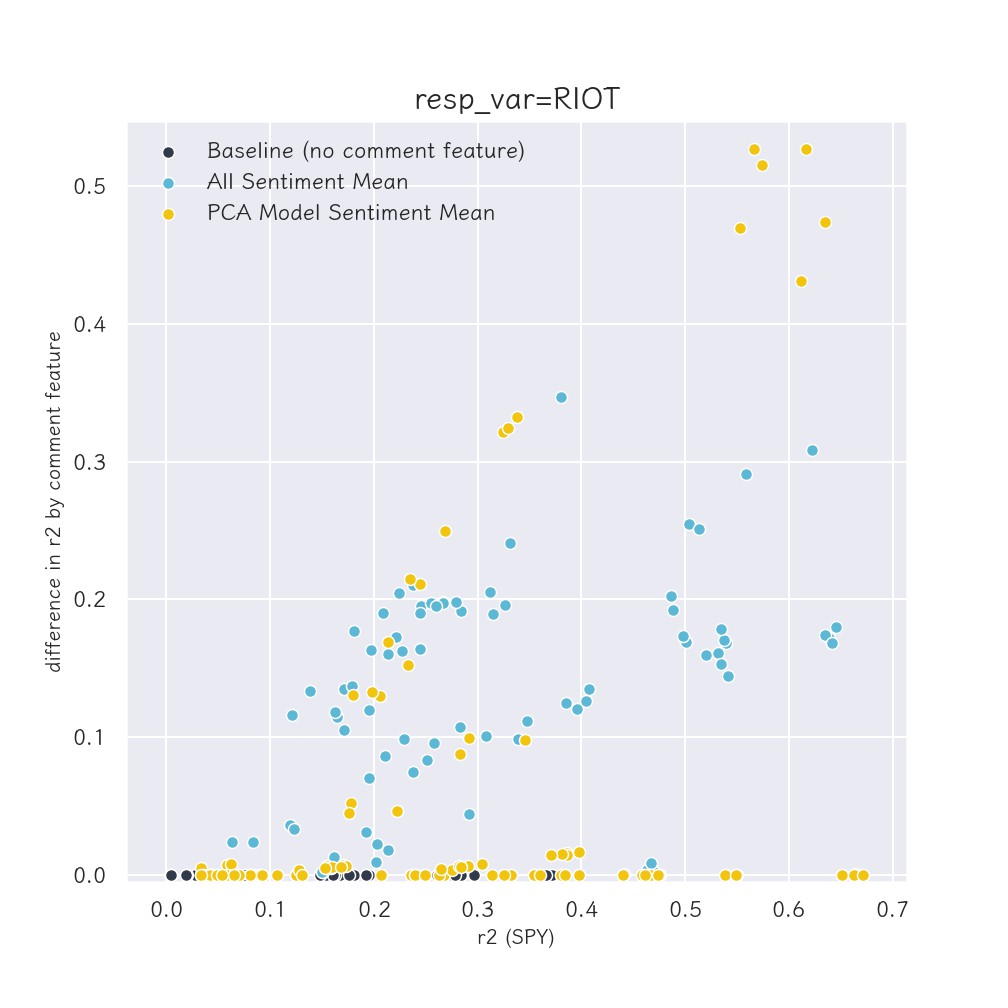 resp_var=RIOT
Baseline (no comment feature)
All Sentiment Mean
PCA Model Sentiment Mean
difference in r2 by comment feature
0.5
0.4
0.3
0.2
0.1
0.0
0.0 0.1 0.2 0.3 0.4 0.5 0.6 0.7
r2 (SPY)